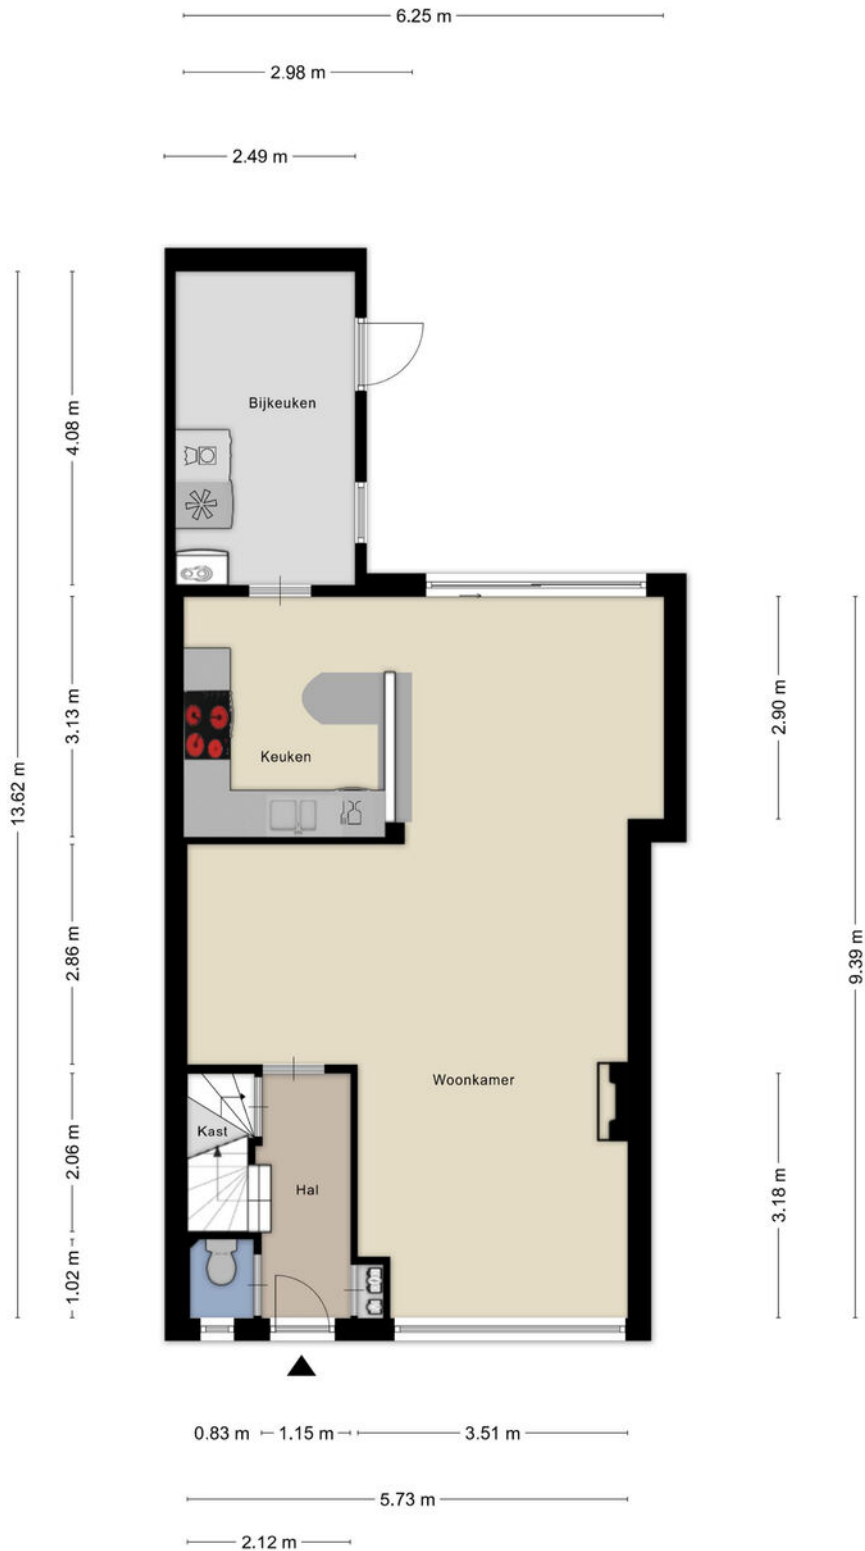 6.25 m
2.98 m
2.49 m
Bijkeuken
4.08 m
3.13 m
2.90 m
Keuken
13.62 m
2.86 m
9.39 m
Woonkamer
Kast
2.06 m
Hal
3.18 m
1.02 m
0.83 m
1.15 m
3.51 m
5.73 m
2.12 m